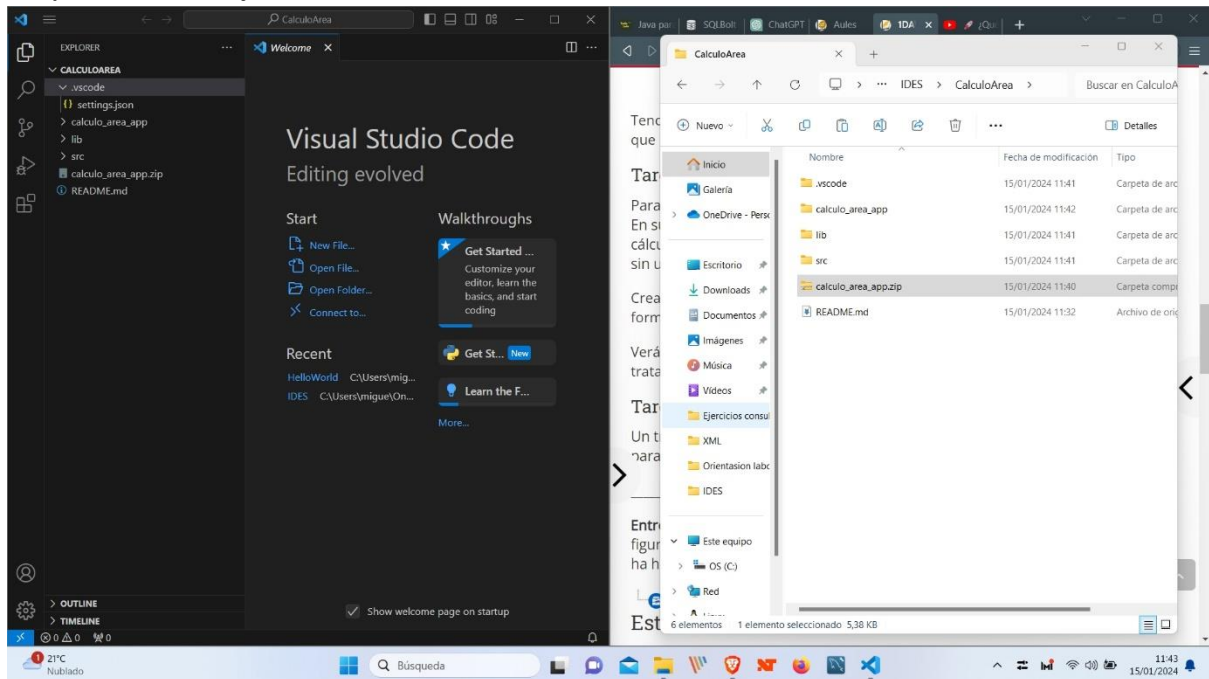 CalculoArea
EXPLORER
CALCULOAREA
.vscode
{} settings.json
calculo_area_app
lib
src
calculo_area_app.zip
README.md
OUTLINE
TIMELINE
Welcome
Visual Studio Code
Editing evolved
Start
New File...
Open File...
Open Folder...
Connect to...
Recent
HelloWorld C:\Users\mig...
IDES C:\Users\migue\On...
Walkthroughs
Get Started ...
Customize your
editor, learn the
basics, and start
coding
Get St... New
Learn the F...
More...
Show welcome page on startup
0 0 0
Java par SQLBolt ChatGPT Aules 1DA ¿Qu
Tenc
que
Tar
Para
En su
cálcu
sin u
Crea
form
Verá
trata
Tar
Un t
para
Entr
figur
ha h
Est
CalculoArea
IDES > CalculoArea > Buscar en CalculoA
Nuevo
Detalles
Inicio
Galería
OneDrive - Perso
Escritorio
Downloads
Documentos
Imágenes
Música
Vídeos
Ejercicios consul
XML
Orientasion labo
IDES
Este equipo
OS (C:)
Red
Nombre Fecha de modificación Tipo
.vscode 15/01/2024 11:41 Carpeta de arc
calculo_area_app 15/01/2024 11:42 Carpeta de arc
lib 15/01/2024 11:41 Carpeta de arc
src 15/01/2024 11:41 Carpeta de arc
calculo_area_app.zip 15/01/2024 11:40 Carpeta compr
README.md 15/01/2024 11:32 Archivo de orig
6 elementos 1 elemento seleccionado 5,38 KB
1
21°C
Nublado
Búsqueda
11:43
15/01/2024